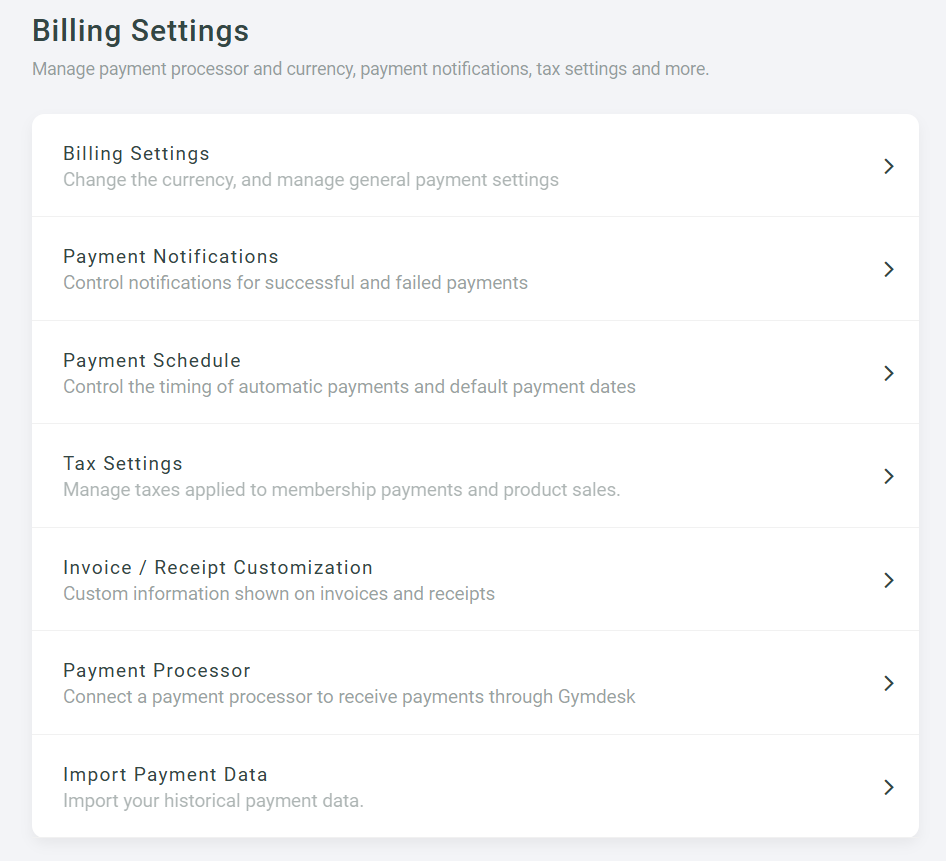 Billing Settings
Manage payment processor and currency, payment notifications, tax settings and more.
Billing Settings
Change the currency, and manage general payment settings
Payment Notifications
Control notifications for successful and failed payments
Payment Schedule
Control the timing of automatic payments and default payment dates
Tax Settings
Manage taxes applied to membership payments and product sales.
Invoice / Receipt Customization
Custom information shown on invoices and receipts
Payment Processor
Connect a payment processor to receive payments through Gymdesk
Import Payment Data
Import your historical payment data.